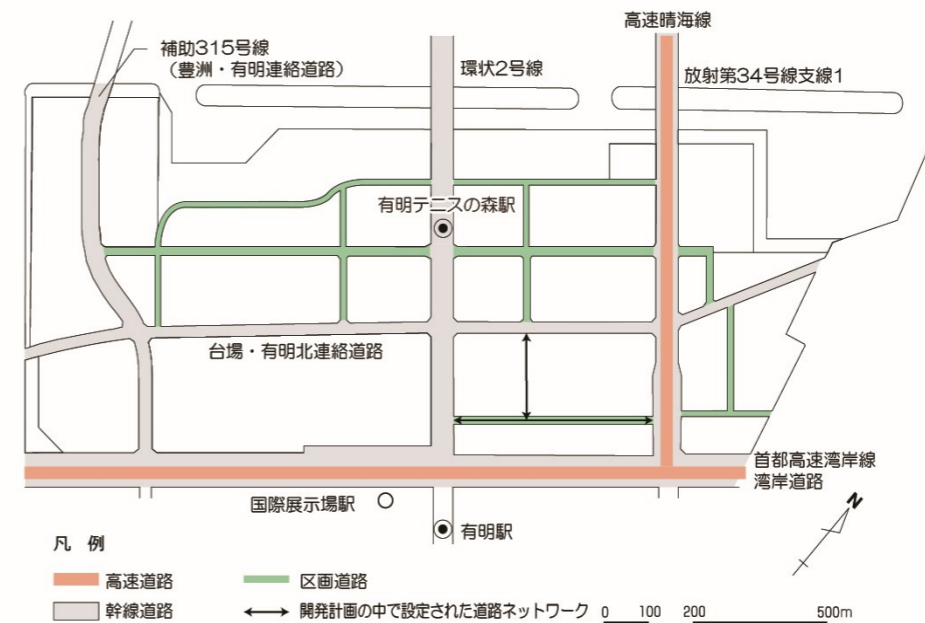 高速晴海線
補助315号線
（豊洲・有明連絡道路）
環状2号線
放射第34号線支線1
有明テニスの森駅
台場・有明北連絡道路
首都高速湾岸線
湾岸道路
国際展示場駅
有明駅
N
凡 例
高速道路
区画道路
幹線道路
開発計画の中で設定された道路ネットワーク
0 100 200 500m